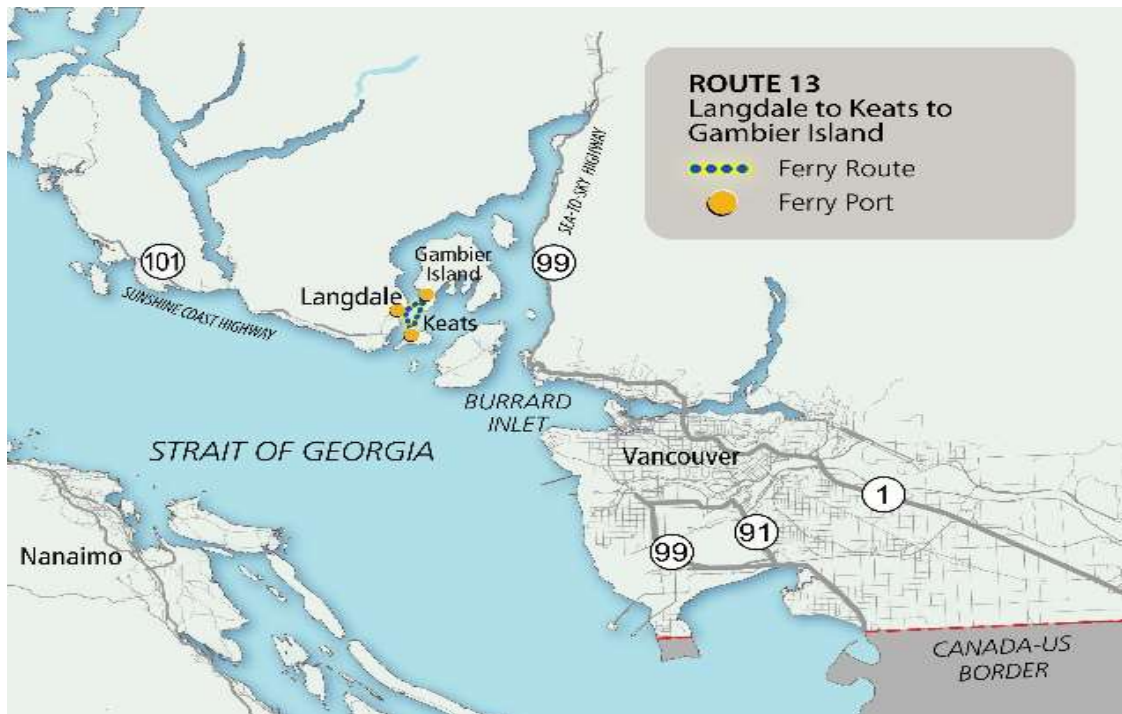 ROUTE 13
Langdale to Keats to
Gambier Island
Ferry Route
Ferry Port
SEA-TO-SKY HIGHWAY
99
Gambier
Island
101
Langdale
SUNSHINE COAST HIGHWAY
Keats
BURRARD
INLET
STRAIT OF GEORGIA
Vancouver
1
91
99
Nanaimo
CANADA-US
BORDER